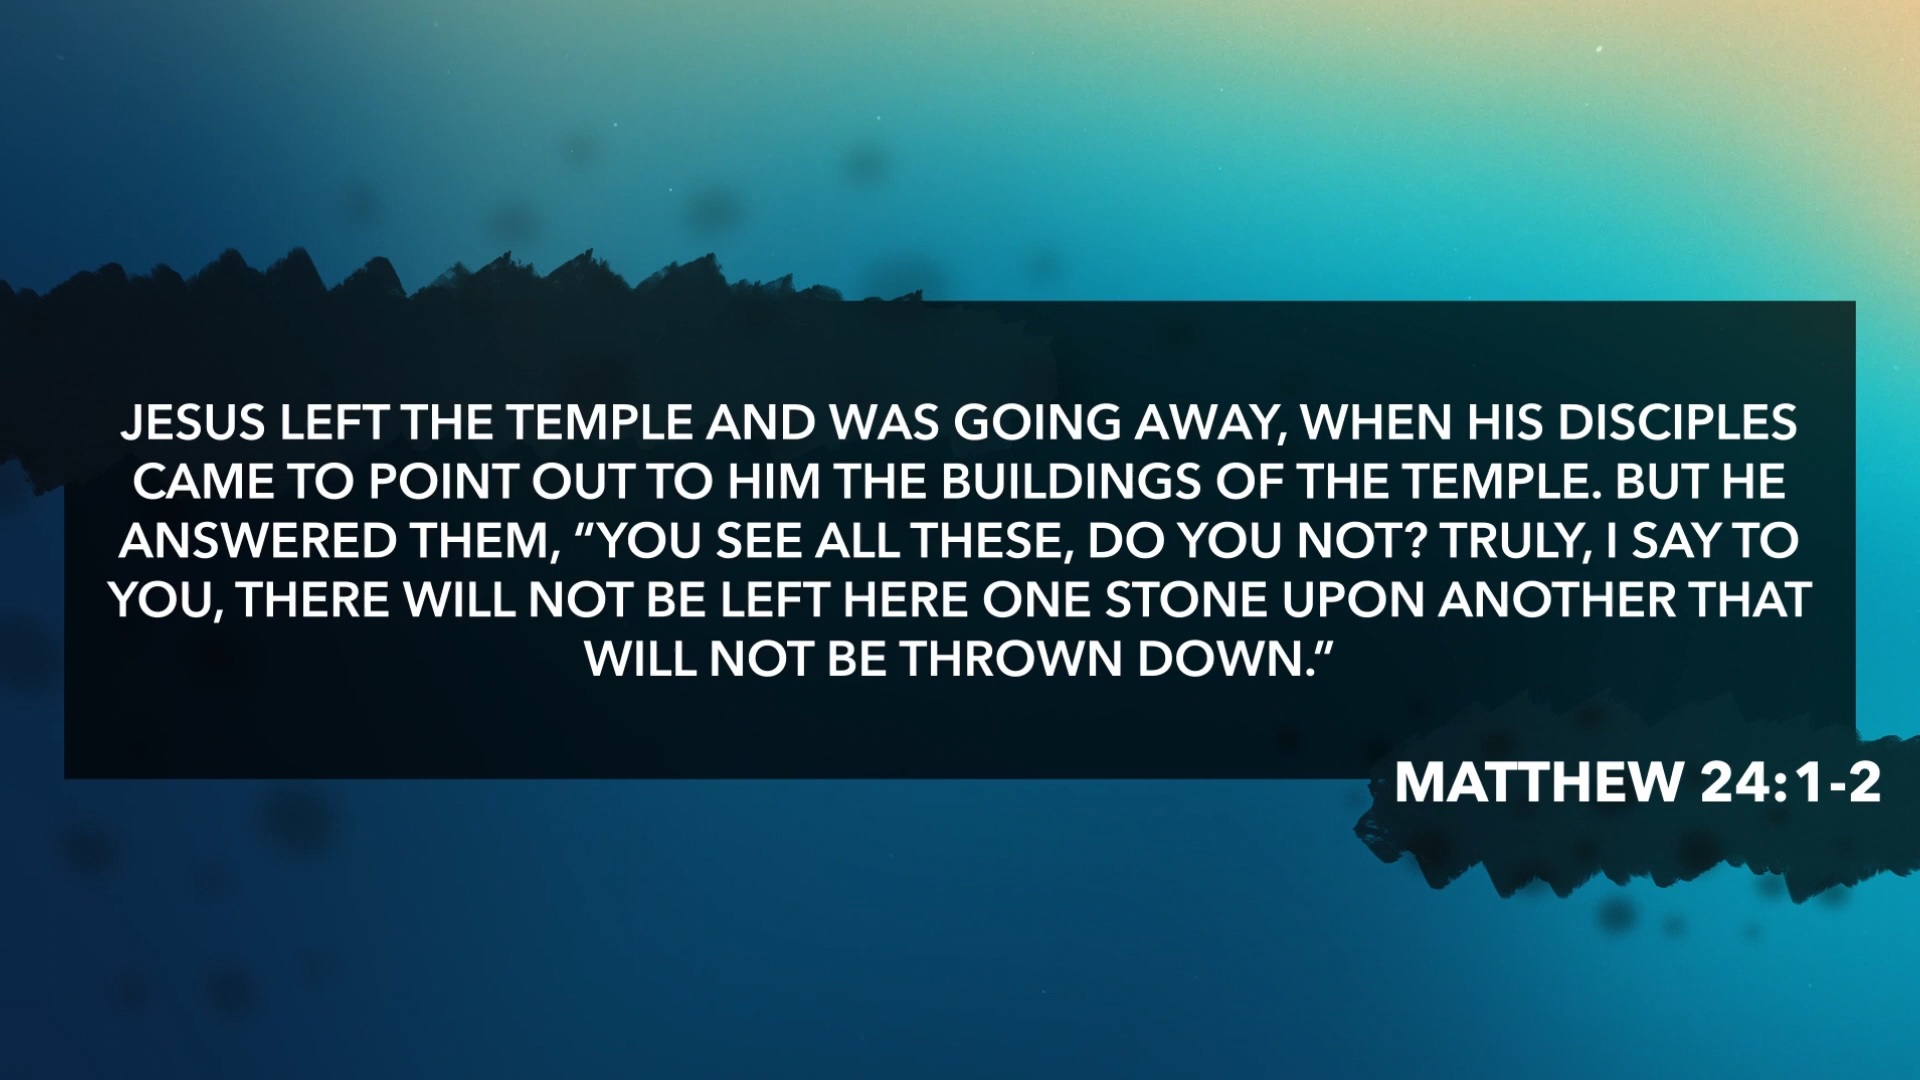 JESUS LEFT THE TEMPLE AND WAS GOING AWAY, WHEN HIS DISCIPLES
CAME TO POINT OUT TO HIM THE BUILDINGS OF THE TEMPLE. BUT HE
ANSWERED THEM, “YOU SEE ALL THESE, DO YOU NOT? TRULY, I SAY TO
YOU, THERE WILL NOT BE LEFT HERE ONE STONE UPON ANOTHER THAT
WILL NOT BE THROWN DOWN.”
MATTHEW 24:1-2